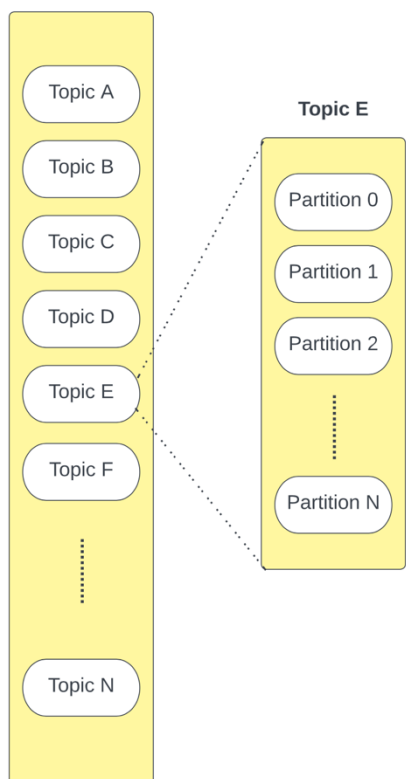 Topic A
Topic B
Topic C
Topic D
Topic E
Topic F
Topic N
Topic E
Partition 0
Partition 1
Partition 2
Partition N